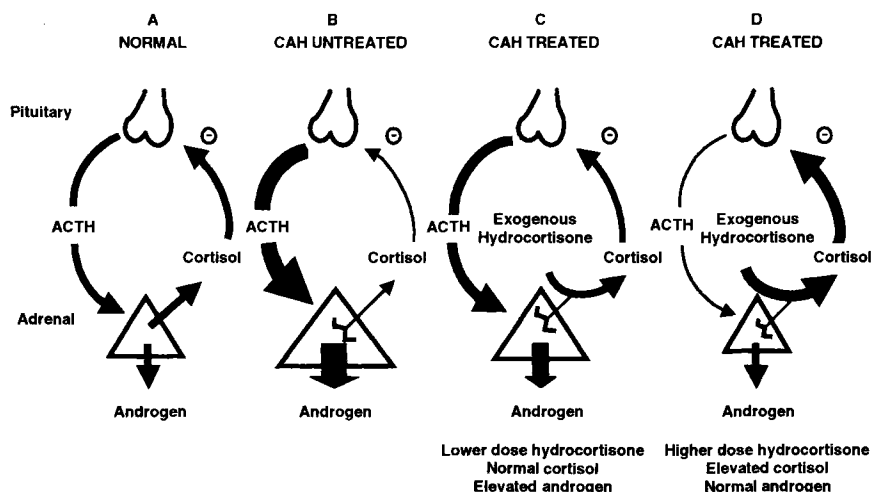 A
NORMAL
B
CAH UNTREATED
C
CAH TREATED
D
CAH TREATED
Pituitary
ACTH
Cortisol
Adrenal
Androgen
ACTH
Cortisol
Androgen
ACTH
Exogenous
Hydrocortisone
Cortisol
Androgen
Lower dose hydrocortisone
Normal cortisol
Elevated androgen
ACTH
Exogenous
Hydrocortisone
Cortisol
Androgen
Higher dose hydrocortisone
Elevated cortisol
Normal androgen